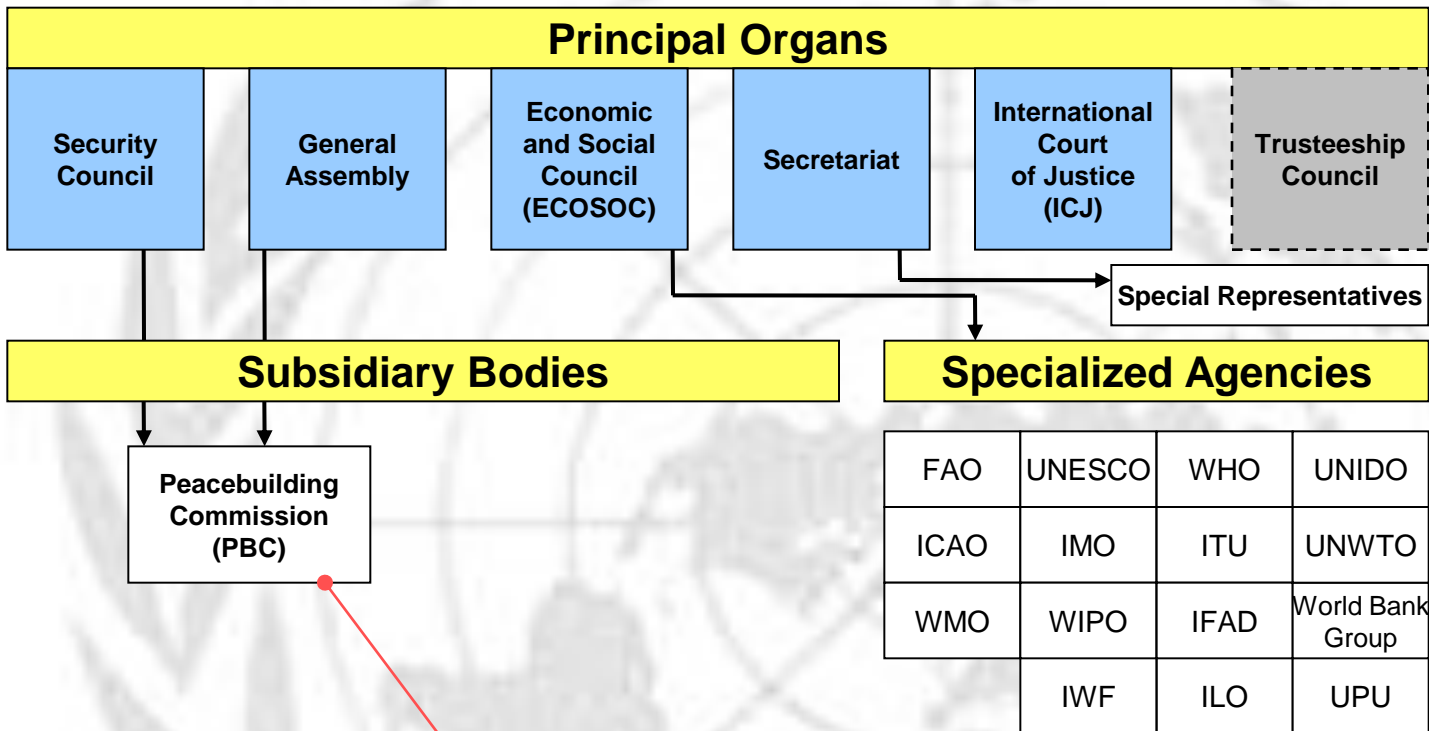 Principal Organs
Security
Council
General
Assembly
Economic
and Social
Council
(ECOSOC)
Secretariat
International
Court
of Justice
(ICJ)
Trusteeship
Council
Special Representatives
Subsidiary Bodies
Specialized Agencies
Peacebuilding
Commission
(PBC)
FAO
UNESCO
WHO
UNIDO
ICAO
IMO
ITU
UNWTO
WMO
WIPO
IFAD
World Bank
Group
IWF
ILO
UPU